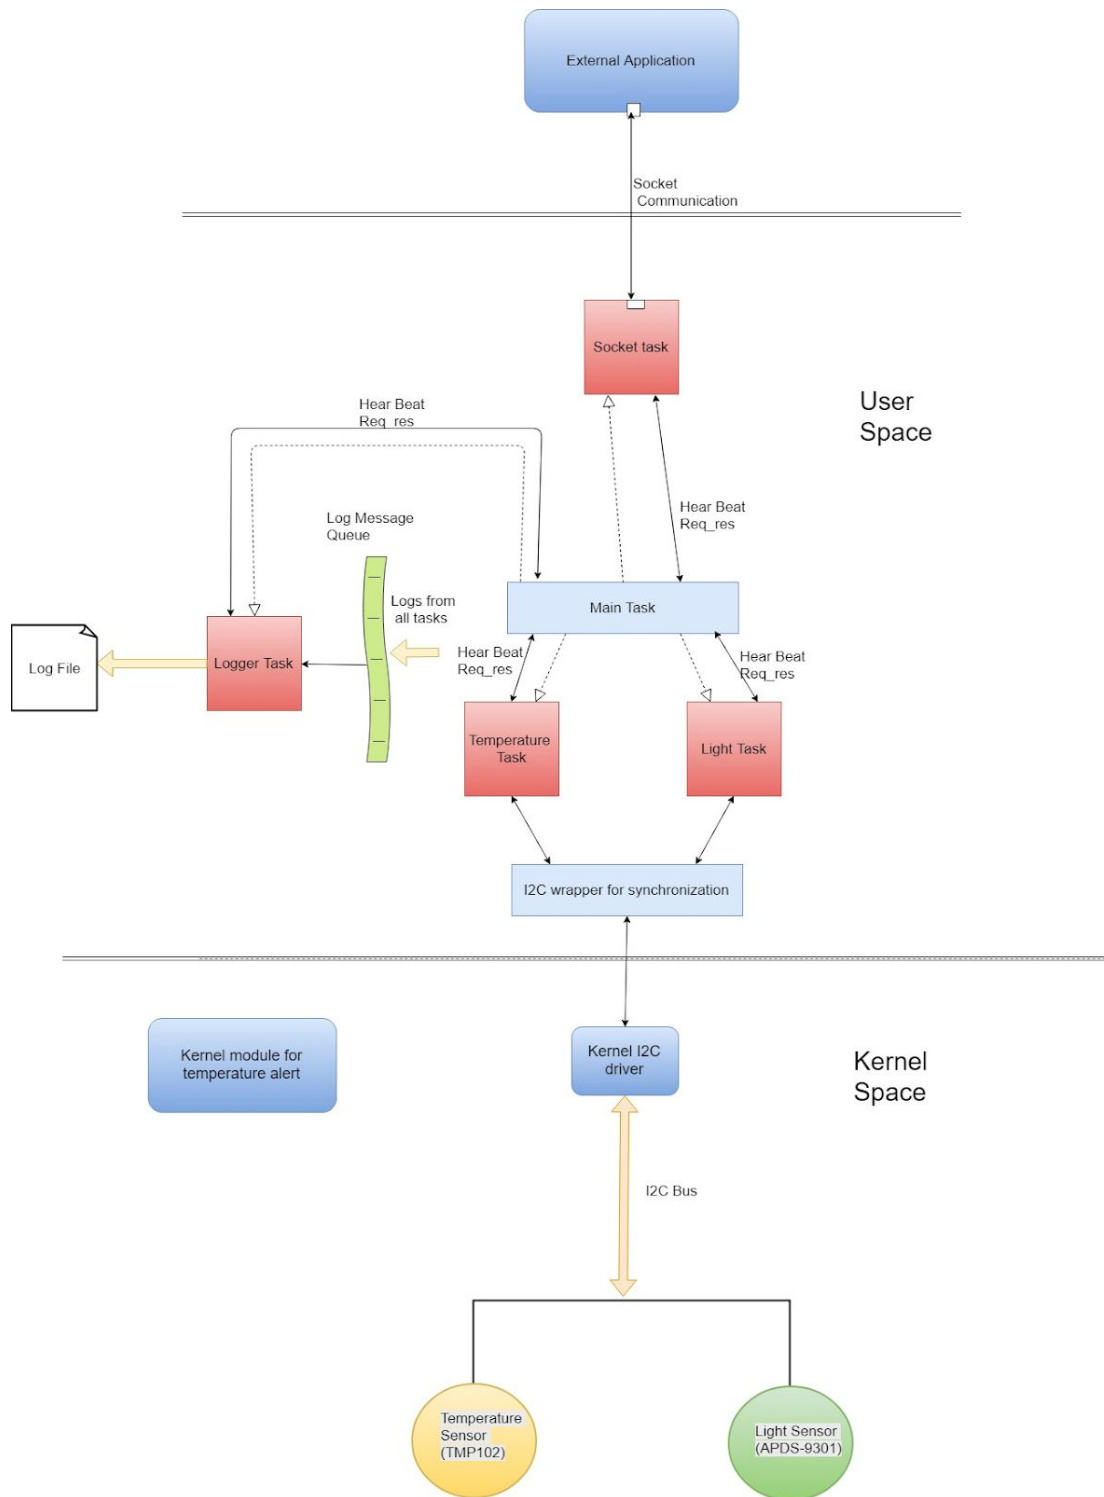 External Application
Socket
Communication
Socket task
User
Space
Hear Beat
Req_res
Hear Beat
Req_res
Log Message
Queue
Main Task
Logs from
all tasks
Log File
Logger Task
Hear Beat
Req_res
Hear Beat
Req_res
Temperature
Task
Light Task
I2C wrapper for synchronization
Kernel module for
temperature alert
Kernel I2C
driver
Kernel
Space
I2C Bus
Temperature
Sensor
(TMP102)
Light Sensor
(APDS-9301)